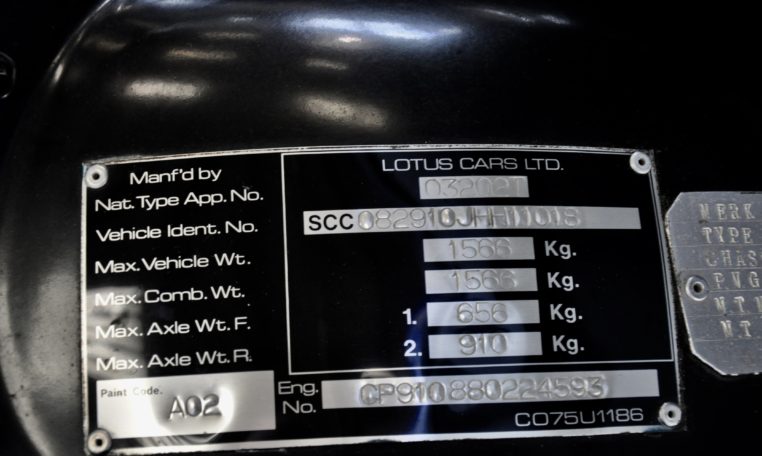 Manf'd by LOTUS CARS LTD.
Nat. Type App. No. 03202T
Vehicle Ident. No. SCC082910JHH11018
Max. Vehicle Wt. 1566 Kg.
Max. Comb. Wt. 1566 Kg.
Max. Axle Wt. F. 1. 656 Kg.
Max. Axle Wt. R. 2. 910 Kg.
Paint Code. A02
Eng. No. CP910880224593
CO75U1186
MERK
TYPE
CHAS
P.V.G